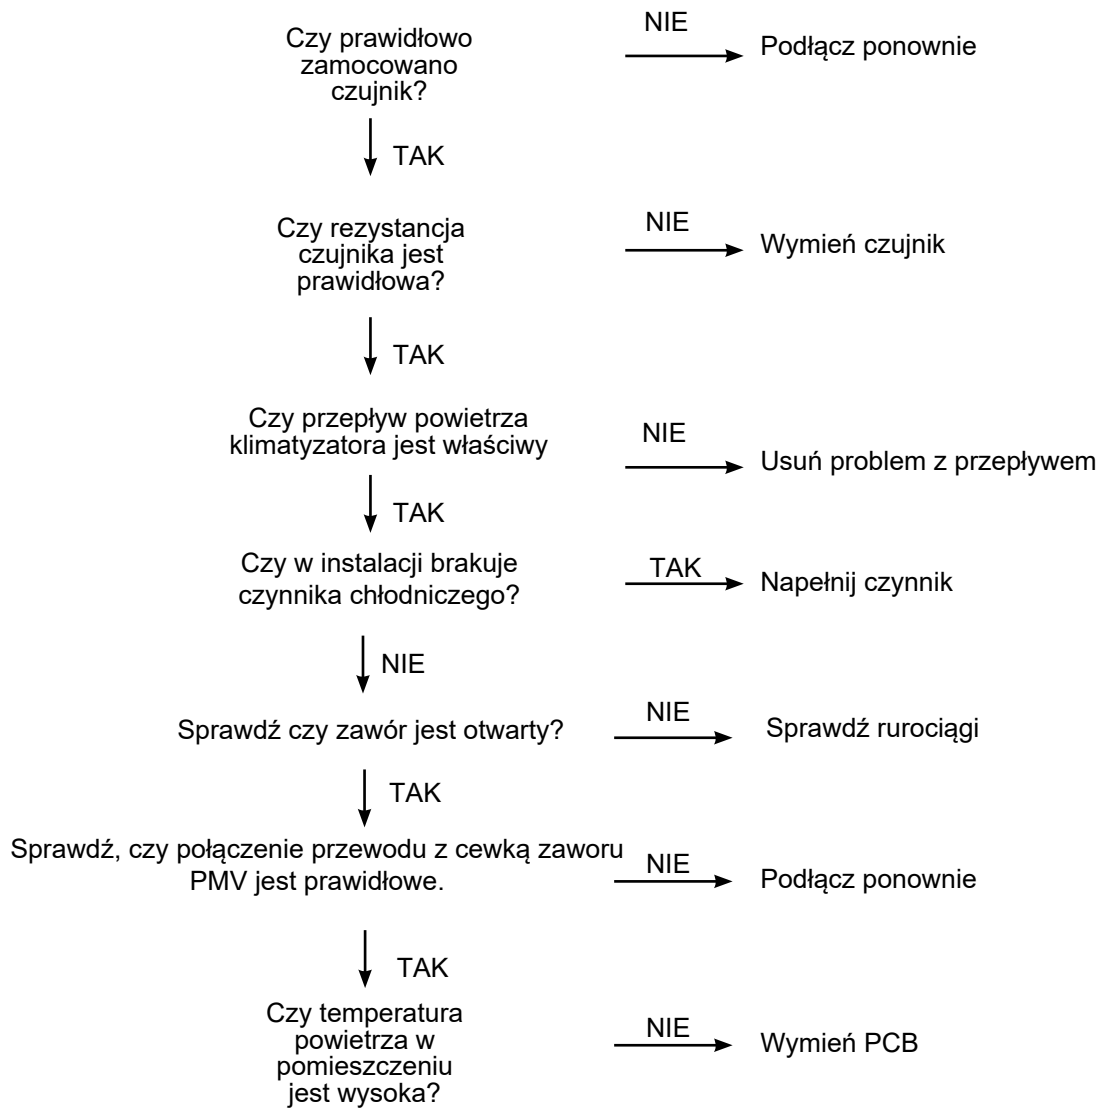 Czy prawidłowo
zamocowano
czujnik?
NIE
Podłącz ponownie
TAK
Czy rezystancja
czujnika jest
prawidłowa?
NIE
Wymień czujnik
TAK
Czy przepływ powietrza
klimatyzatora jest właściwy
NIE
Usuń problem z przepływem
TAK
Czy w instalacji brakuje
czynnika chłodniczego?
TAK
Napełnij czynnik
NIE
Sprawdź czy zawór jest otwarty?
NIE
Sprawdź rurociągi
TAK
Sprawdź, czy połączenie przewodu z cewką zaworu
PMV jest prawidłowe.
NIE
Podłącz ponownie
TAK
Czy temperatura
powietrza w
pomieszczeniu
jest wysoka?
NIE
Wymień PCB